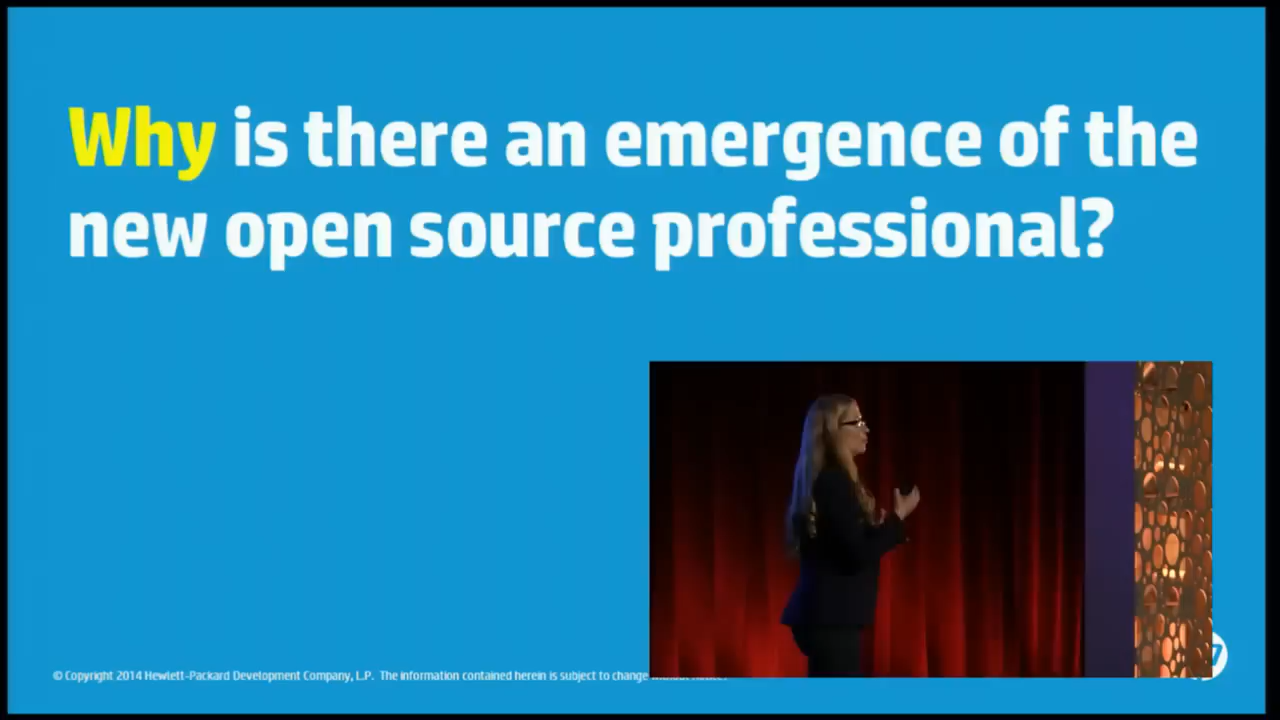 Why is there an emergence of the
new open source professional?
© Copyright 2014 Hewlett-Packard Development Company, L.P. The information contained herein is subject to change